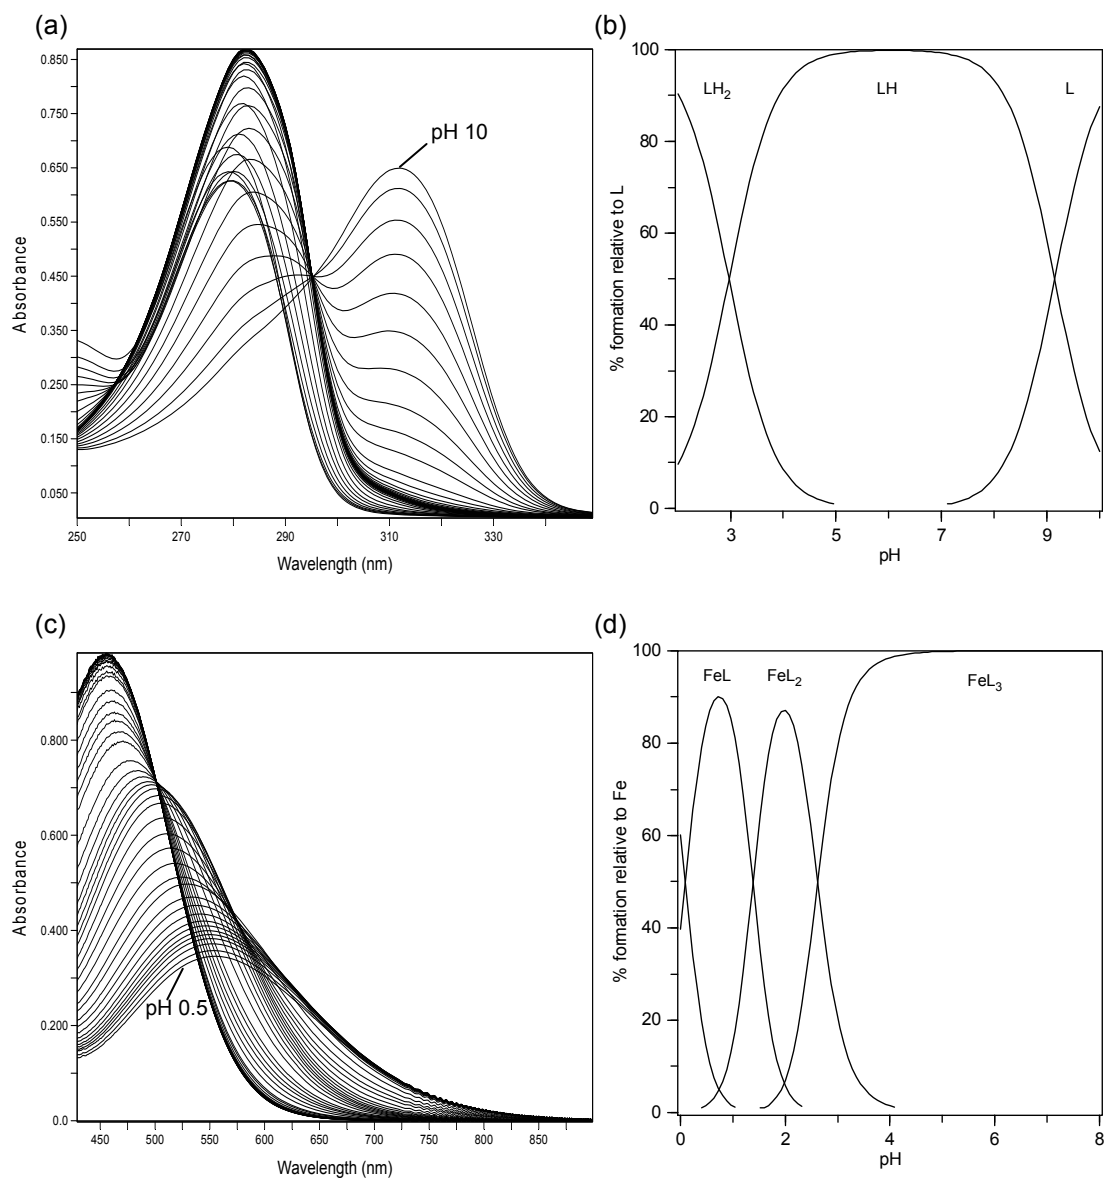 (a)
0.850
0.750
0.650
0.550
0.450
0.350
0.250
0.150
0.050
Absorbance
pH 10
250 270 290 310 330
Wavelength (nm)
(b)
100
80
60
40
20
0
% formation relative to L
LH2 LH L
3 5 7 9
pH
(c)
0.800
0.600
0.400
0.200
0.0
Absorbance
pH 0.5
450 500 550 600 650 700 750 800 850
Wavelength (nm)
(d)
100
80
60
40
20
0
% formation relative to Fe
FeL FeL2 FeL3
0 2 4 6 8
pH